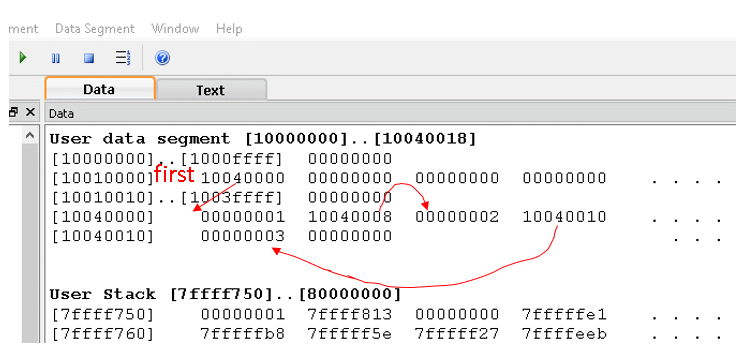 ment Data Segment Window Help
Data Text
Data
User data segment [10000000]..[10040018]
[10000000]..[1000ffff] 00000000
first
[10010000] 10040000 00000000 00000000 00000000 . . . .
[10010010]..[1003ffff] 00000000
[10040000] 00000001 10040008 00000002 10040010 . . . .
[10040010] 00000003 00000000 . . .
User Stack [7ffff750]..[80000000]
[7ffff750] 00000001 7ffff813 00000000 7fffffe1 . . . .
[7ffff760] 7fffffb8 7fffff5e 7fffff27 7ffffeeb . . . .